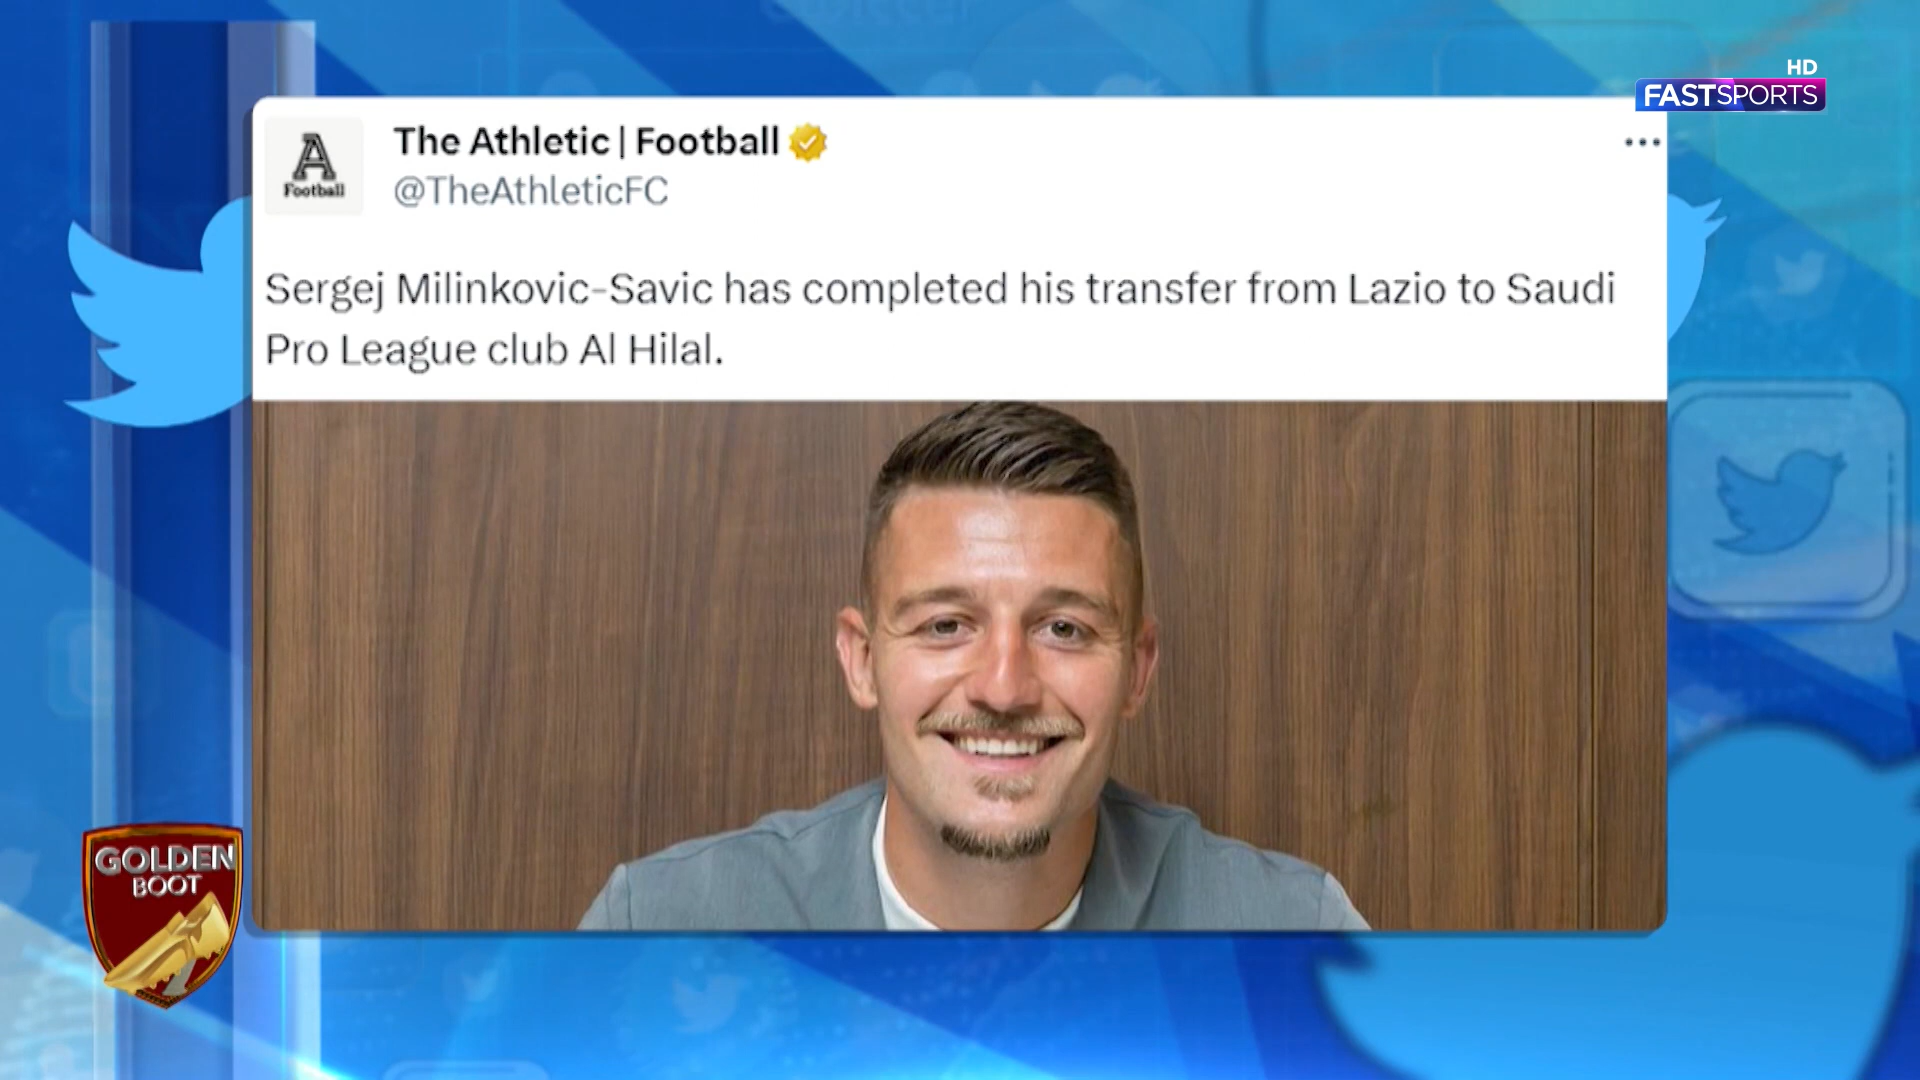 HD
FASTSPORTS
A
Football
The Athletic | Football
@TheAthleticFC
Sergej Milinkovic-Savic has completed his transfer from Lazio to Saudi
Pro League club Al Hilal.
GOLDEN
BOOT